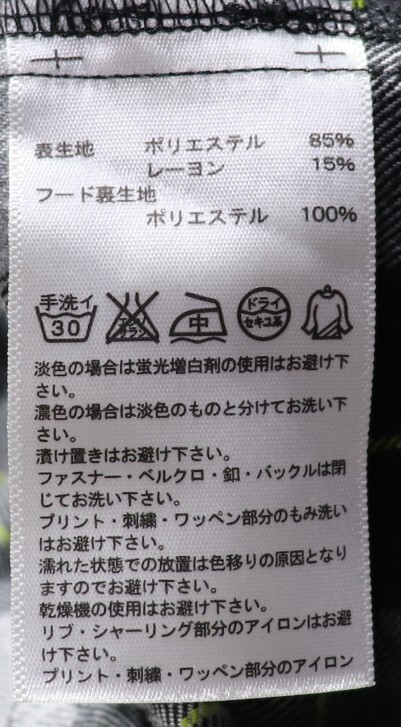 表生地 ポリエステル 85%
レーヨン 15%
フード裏生地
ポリエステル 100%
手洗イ 30 エンソサラシ 中 ドライ セキユ系
淡色の場合は蛍光増白剤の使用はお避け下
さい。
濃色の場合は淡色のものと分けてお洗い下
さい。
漬け置きはお避け下さい。
ファスナー・ベルクロ・釦・バックルは閉
じてお洗い下さい。
プリント・刺繍・ワッペン部分のもみ洗い
はお避け下さい。
濡れた状態での放置は色移りの原因となり
ますのでお避け下さい。
乾燥機の使用はお避け下さい。
リブ・シャーリング部分のアイロンはお避
け下さい。
プリント・刺繍・ワッペン部分のアイロン